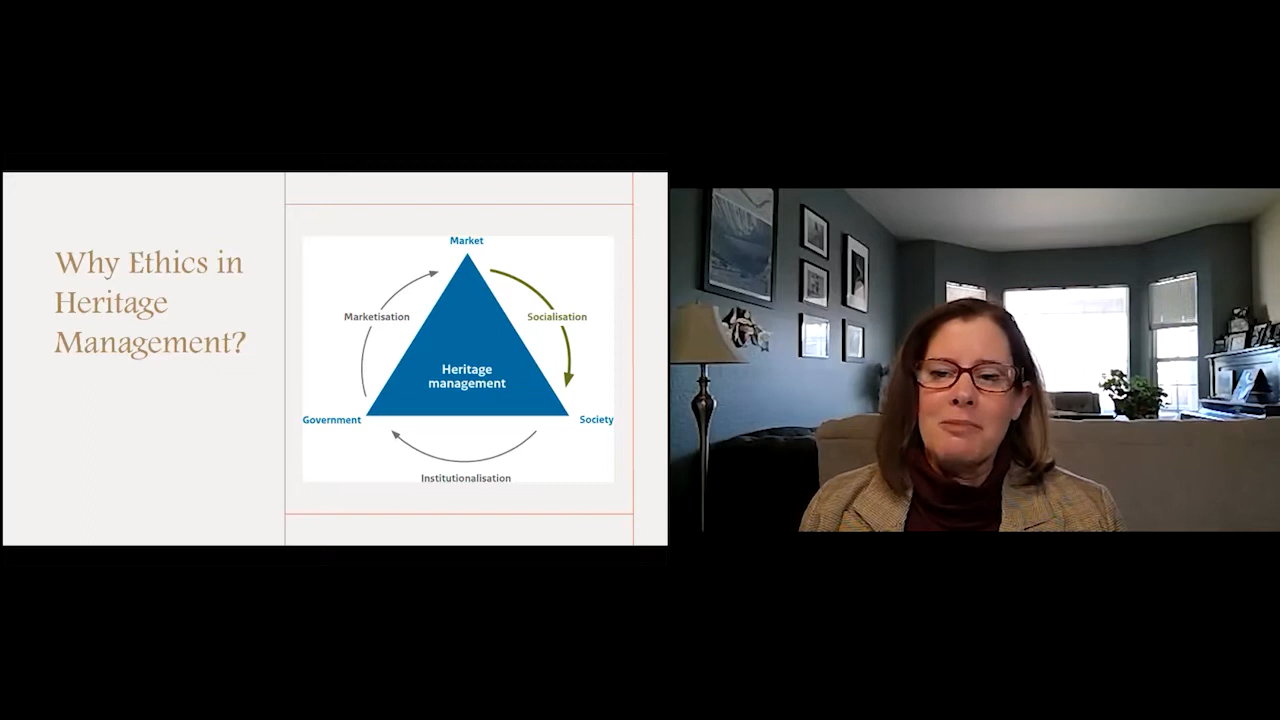 Why Ethics in
Heritage
Management?
Market
Marketisation
Socialisation
Heritage
management
Government
Society
Institutionalisation